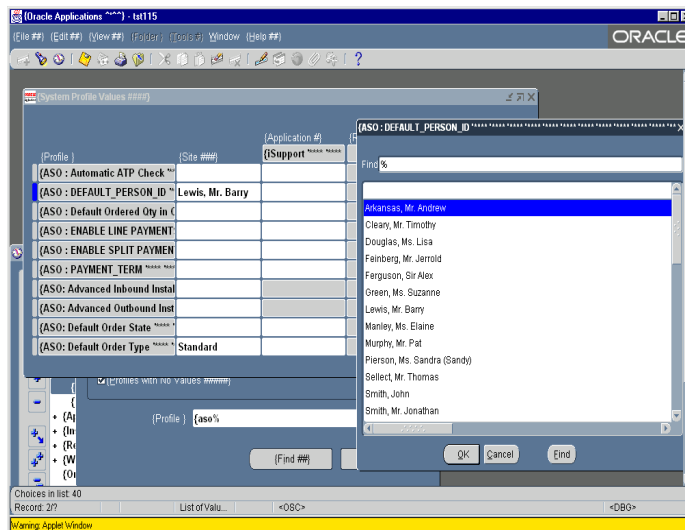 {Oracle Applications ^*^^} - tst115
{File ##} {Edit ##} {View ##} {Folder} {Tools #} Window {Help ##}
ORACLE
{System Profile Values ####}
{Application #}
{Profile }
{Site ###}
{iSupport **** ****
{ASO : Automatic ATP Check
{ASO : DEFAULT_PERSON_ID
Lewis, Mr. Barry
{ASO : Default Ordered Qty in
{ASO : ENABLE LINE PAYMENT
{ASO : ENABLE SPLIT PAYMEN
{ASO : PAYMENT_TERM
{ASO: Advanced Inbound Instal
{ASO: Advanced Outbound Inst
{ASO: Default Order State
{ASO: Default Order Type
Standard
{Profiles with No Values #####}
{Profile }
{aso%
{Find ##}
{ASO : DEFAULT_PERSON_ID
Find %
Arkansas, Mr. Andrew
Cleary, Mr. Timothy
Douglas, Ms. Lisa
Feinberg, Mr. Jerrold
Ferguson, Sir Alex
Green, Ms. Suzanne
Lewis, Mr. Barry
Manley, Ms. Elaine
Murphy, Mr. Pat
Pierson, Ms. Sandra (Sandy)
Sellect, Mr. Thomas
Smith, John
Smith, Mr. Jonathan
OK
Cancel
Find
+ {Ap
+ {In
+ {Re
+ {W
{Or
Choices in list: 40
Record: 2/?
List of Valu...
<OSC>
<DBG>
Warning: Applet Window